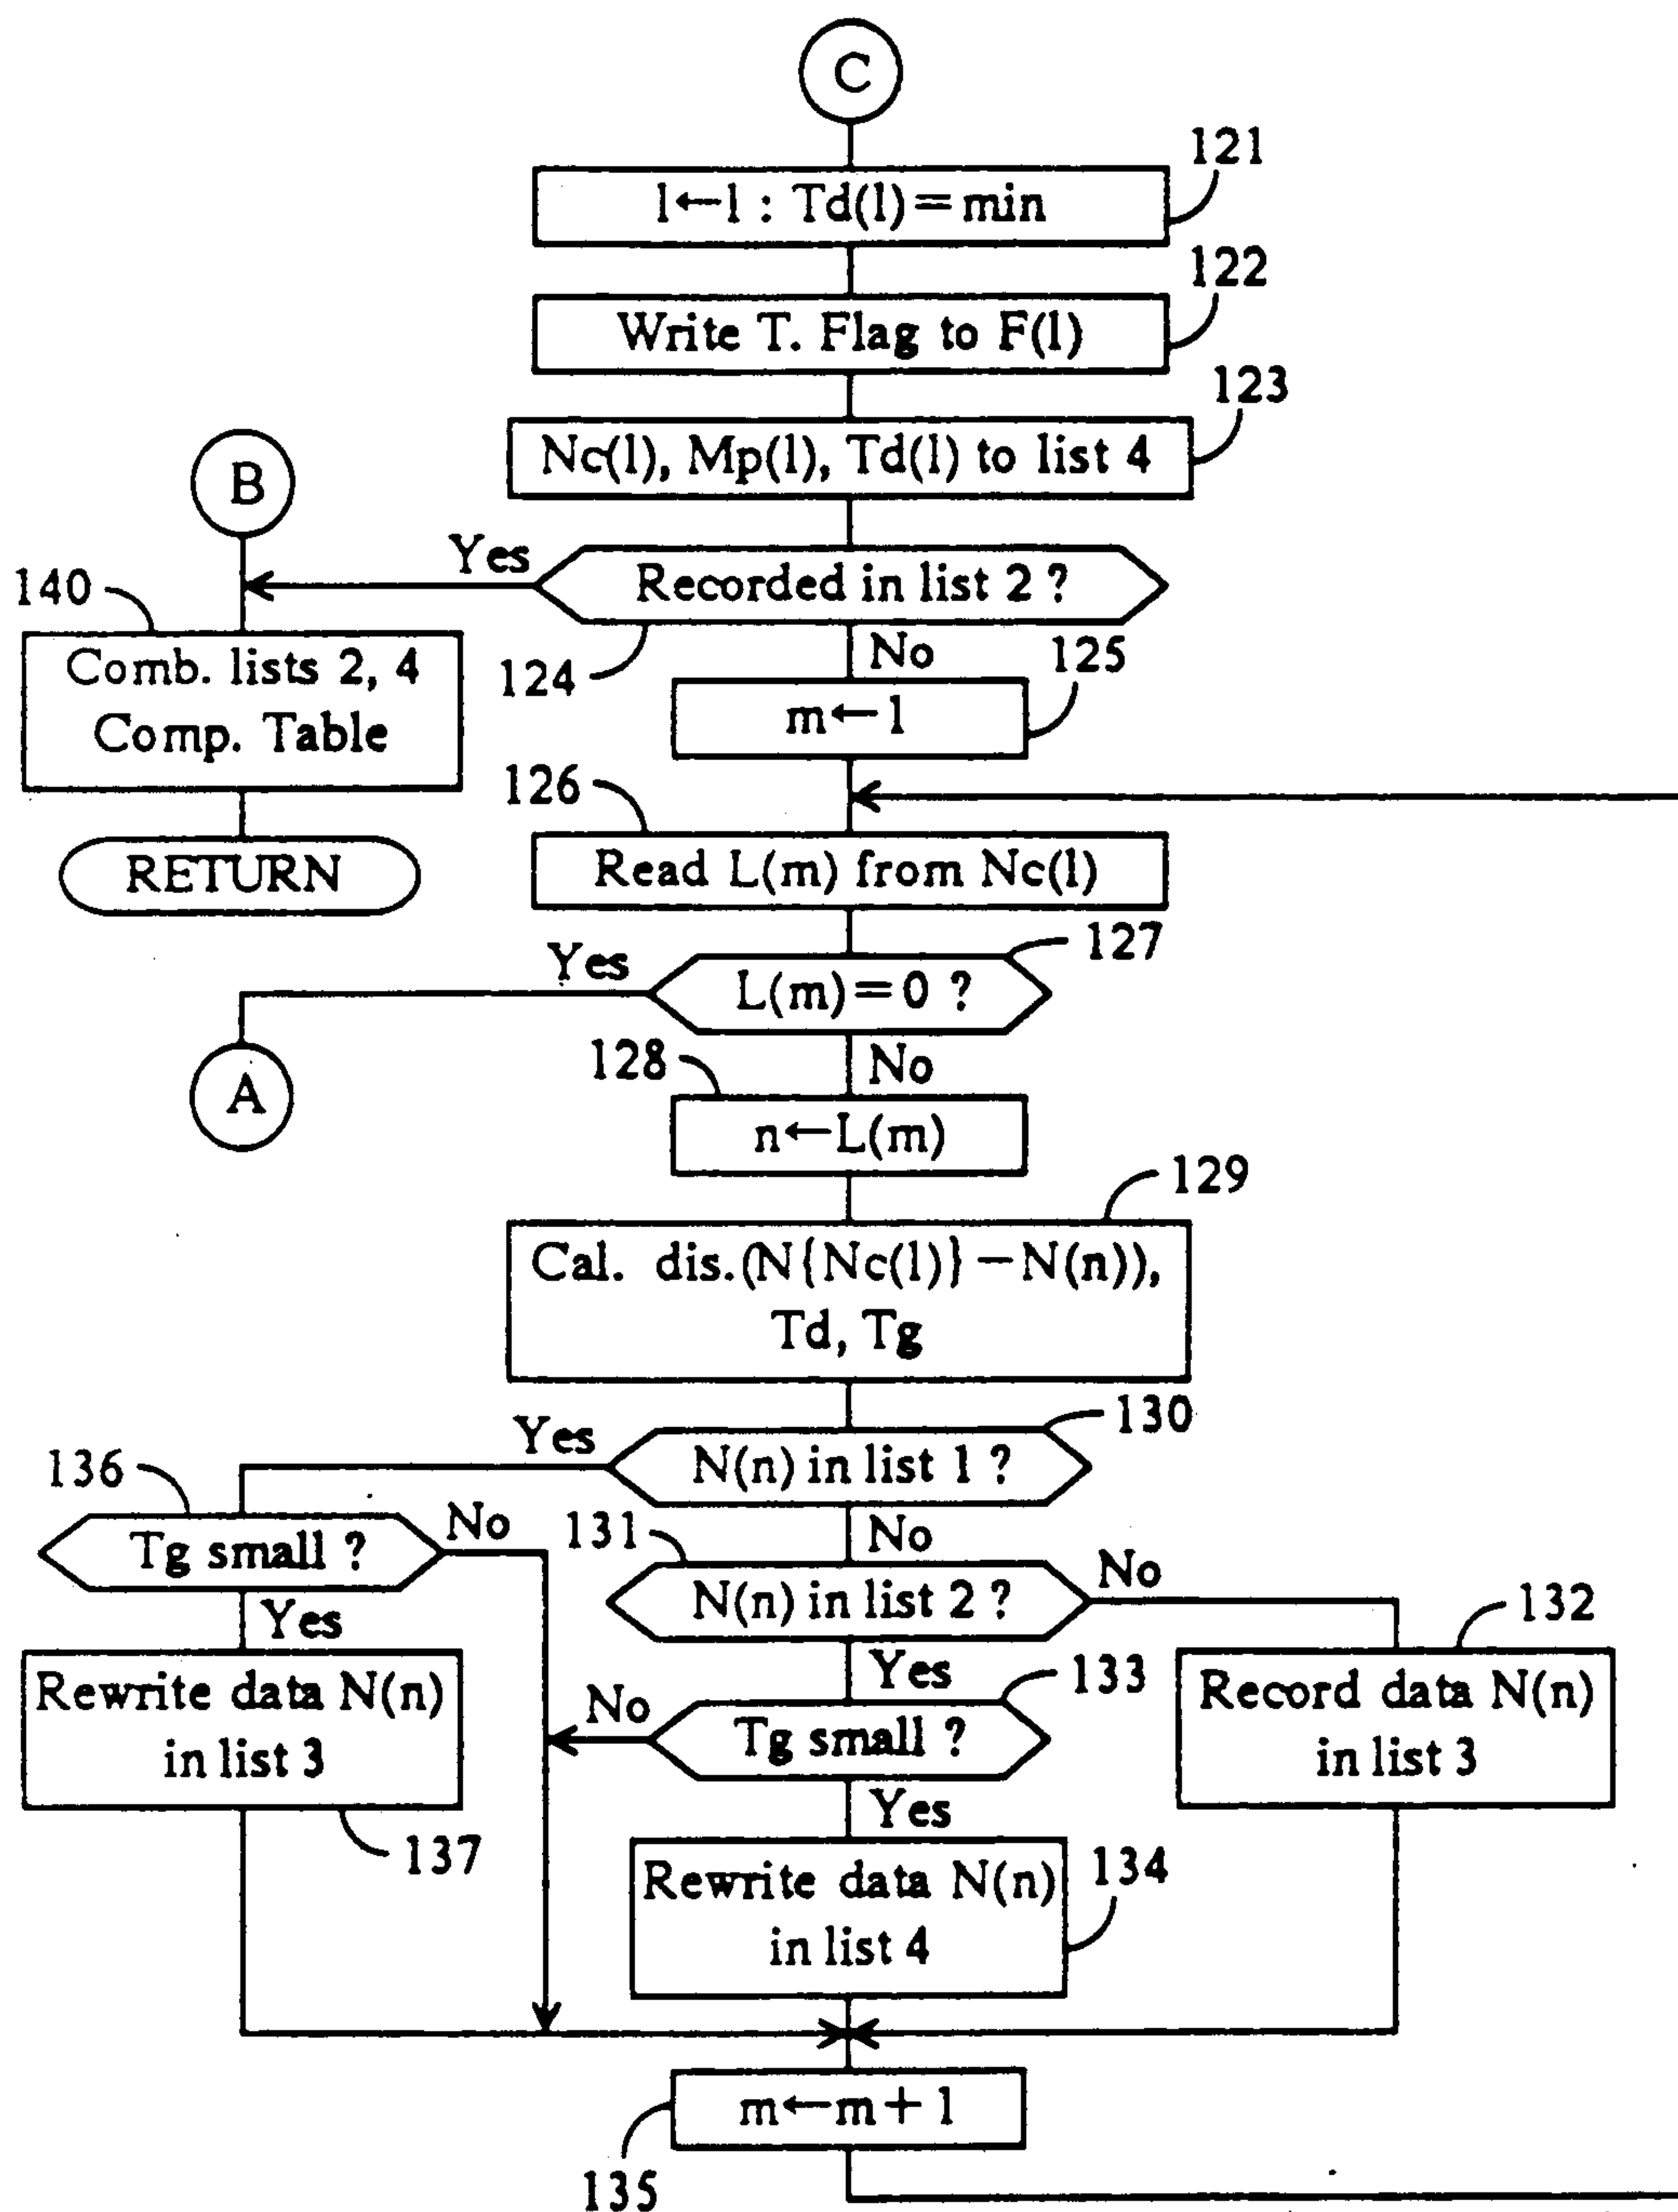 C
121
l←l : Td(l)=min
122
Write T. Flag to F(l)
123
Nc(l), Mp(l), Td(l) to list 4
B
Yes
140
Recorded in list 2 ?
124
No
125
Comb. lists 2, 4
Comp. Table
m←1
126
RETURN
Read L(m) from Nc(l)
127
Yes
L(m)=0 ?
A
128
No
n←L(m)
129
Cal. dis.(N{Nc(l)}−N(n)),
Td, Tg
130
Yes
136
N(n) in list 1 ?
No
131
No
Tg small ?
N(n) in list 2 ?
No
132
Yes
Yes
133
Rewrite data N(n)
in list 3
No
Tg small ?
Record data N(n)
in list 3
Yes
137
134
Rewrite data N(n)
in list 4
m←m+1
135